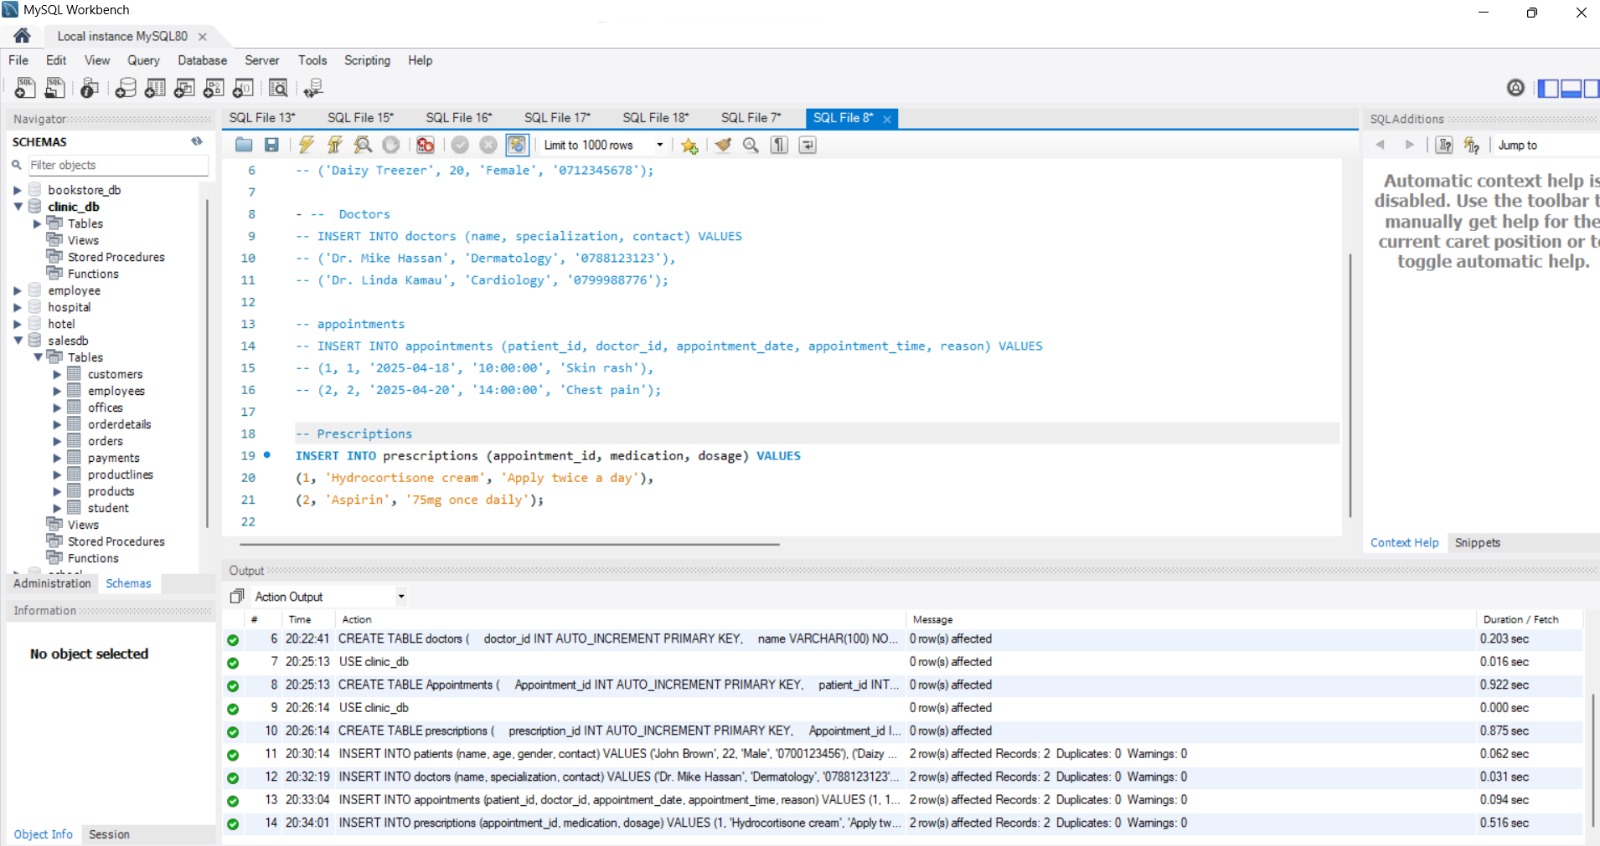 MySQL Workbench
Local instance MySQL80
File Edit View Query Database Server Tools Scripting Help
Navigator
SCHEMAS
Filter objects
bookstore_db
clinic_db
Tables
Views
Stored Procedures
Functions
employee
hospital
hotel
salesdb
Tables
customers
employees
offices
orderdetails
orders
payments
productlines
products
student
Views
Stored Procedures
Functions
Administration Schemas
Information
No object selected
Object Info Session
SQL File 13* SQL File 15* SQL File 16* SQL File 17* SQL File 18* SQL File 7* SQL File 8*
Limit to 1000 rows
6 -- ('Daizy Treezer', 20, 'Female', '0712345678');
7
8 - -- Doctors
9 -- INSERT INTO doctors (name, specialization, contact) VALUES
10 -- ('Dr. Mike Hassan', 'Dermatology', '0788123123'),
11 -- ('Dr. Linda Kamau', 'Cardiology', '0799988776');
12
13 -- appointments
14 -- INSERT INTO appointments (patient_id, doctor_id, appointment_date, appointment_time, reason) VALUES
15 -- (1, 1, '2025-04-18', '10:00:00', 'Skin rash'),
16 -- (2, 2, '2025-04-20', '14:00:00', 'Chest pain');
17
18 -- Prescriptions
19 INSERT INTO prescriptions (appointment_id, medication, dosage) VALUES
20 (1, 'Hydrocortisone cream', 'Apply twice a day'),
21 (2, 'Aspirin', '75mg once daily');
22
SQLAdditions
Jump to
Automatic context help is
disabled. Use the toolbar t
manually get help for the
current caret position or to
toggle automatic help.
Context Help Snippets
Output
Action Output
# Time Action Message Duration / Fetch
6 20:22:41 CREATE TABLE doctors ( doctor_id INT AUTO_INCREMENT PRIMARY KEY, name VARCHAR(100) NO... 0 row(s) affected 0.203 sec
7 20:25:13 USE clinic_db 0 row(s) affected 0.016 sec
8 20:25:13 CREATE TABLE Appointments ( Appointment_id INT AUTO_INCREMENT PRIMARY KEY, patient_id INT... 0 row(s) affected 0.922 sec
9 20:26:14 USE clinic_db 0 row(s) affected 0.000 sec
10 20:26:14 CREATE TABLE prescriptions ( prescription_id INT AUTO_INCREMENT PRIMARY KEY, Appointment_id I... 0 row(s) affected 0.875 sec
11 20:30:14 INSERT INTO patients (name, age, gender, contact) VALUES ('John Brown', 22, 'Male', '0700123456'), ('Daizy ... 2 row(s) affected Records: 2 Duplicates: 0 Warnings: 0 0.062 sec
12 20:32:19 INSERT INTO doctors (name, specialization, contact) VALUES ('Dr. Mike Hassan', 'Dermatology', '0788123123'... 2 row(s) affected Records: 2 Duplicates: 0 Warnings: 0 0.031 sec
13 20:33:04 INSERT INTO appointments (patient_id, doctor_id, appointment_date, appointment_time, reason) VALUES (1, 1... 2 row(s) affected Records: 2 Duplicates: 0 Warnings: 0 0.094 sec
14 20:34:01 INSERT INTO prescriptions (appointment_id, medication, dosage) VALUES (1, 'Hydrocortisone cream', 'Apply tw... 2 row(s) affected Records: 2 Duplicates: 0 Warnings: 0 0.516 sec